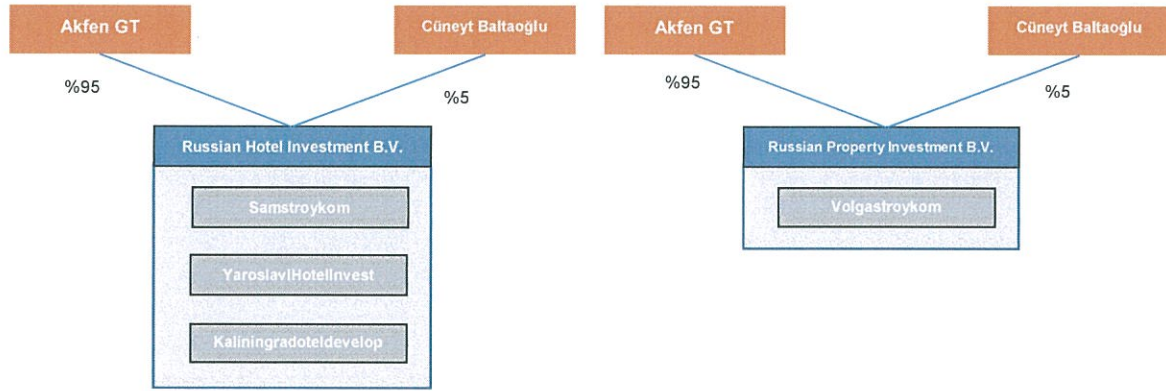 Akfen GT
Cüneyt Baltaoğlu
%95
%5
Russian Hotel Investment B.V.
Samstroykom
YaroslavlHotelInvest
Kaliningradoteldevelop
Akfen GT
Cüneyt Baltaoğlu
%95
%5
Russian Property Investment B.V.
Volgastroykom